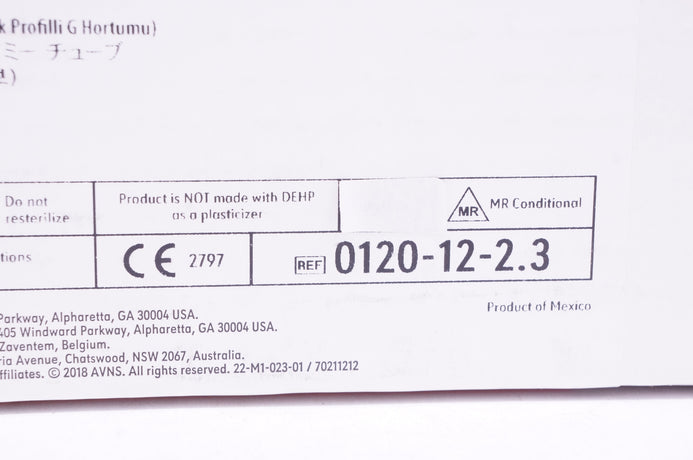 k Profilli G Hortumu)
ミー チューブ
)
Do not
resterilize
Product is NOT made with DEHP
as a plasticizer
MR
MR Conditional
tions
CE 2797
REF 0120-12-2.3
Product of Mexico
Parkway, Alpharetta, GA 30004 USA.
405 Windward Parkway, Alpharetta, GA 30004 USA.
Zaventem, Belgium.
ria Avenue, Chatswood, NSW 2067, Australia.
ffiliates. © 2018 AVNS. All rights reserved. 22-M1-023-01 / 70211212